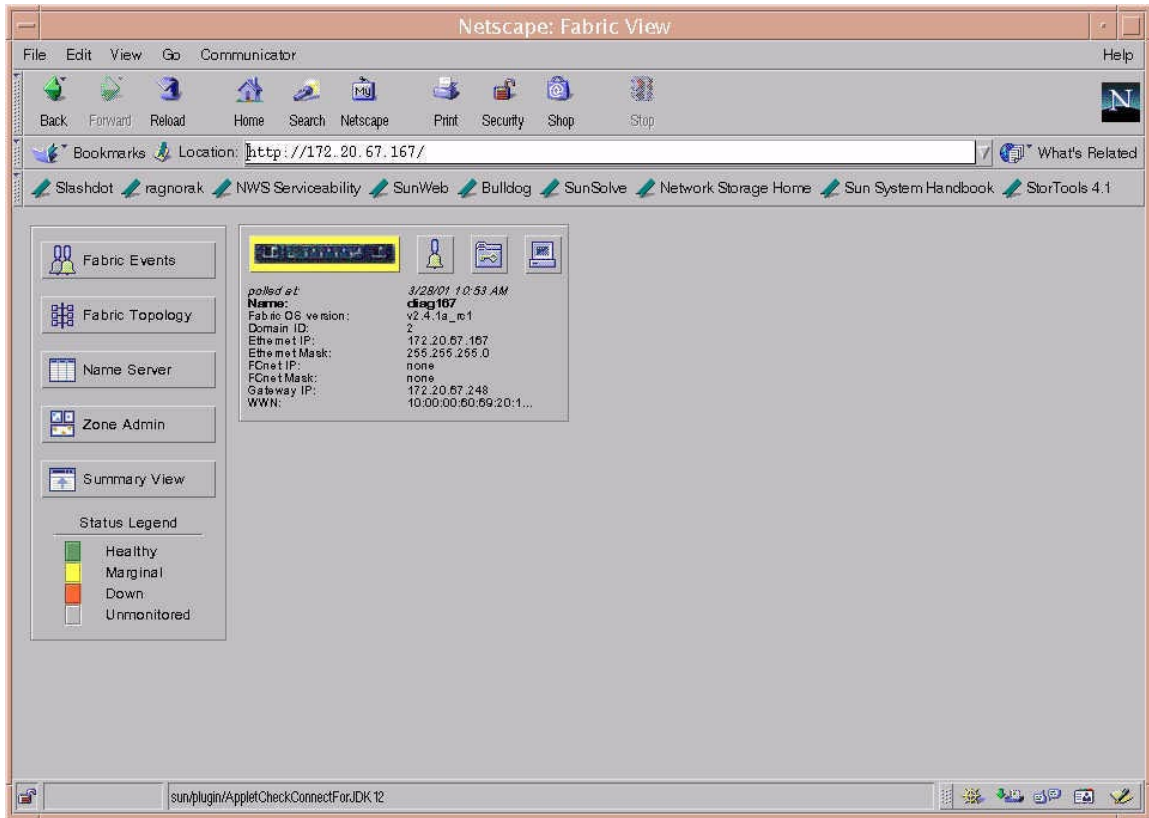 Netscape: Fabric View
File Edit View Go Communicator Help
My
N
Back Forward Reload Home Search Netscape Print Security Shop Stop
Bookmarks Location: http://172.20.67.167/ What's Related
Slashdot ragnorak NWS Serviceability SunWeb Bulldog SunSolve Network Storage Home Sun System Handbook StorTools 4.1
Fabric Events
Fabric Topology
Name Server
Zone Admin
Summary View
Status Legend
Healthy
Marginal
Down
Unmonitored
polled at: 3/28/01 10:53 AM
Name: diag167
Fabric OS version: v2.4.1a_rc1
Domain ID: 2
Ethernet IP: 172.20.67.167
Ethernet Mask: 255.255.255.0
FCnet IP: none
FCnet Mask: none
Gateway IP: 172.20.67.248
WWN: 10:00:00:60:69:20:1...
sun/plugin/AppletCheckConnectForJDK12